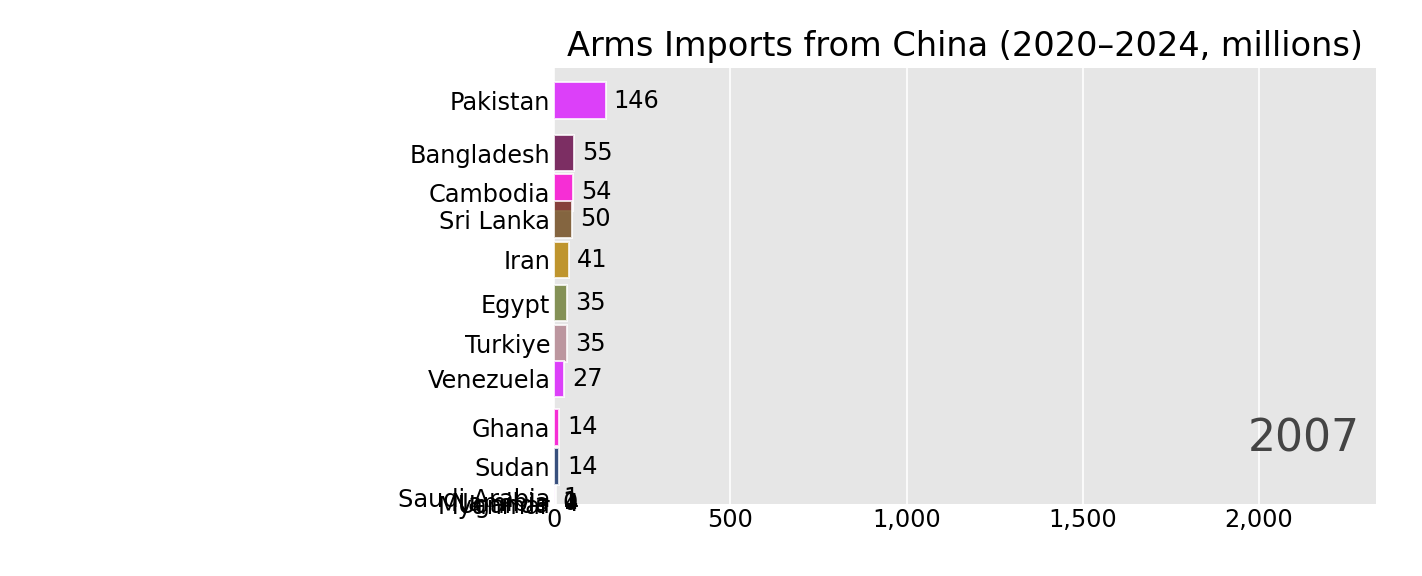 Arms Imports from China (2020–2024, millions)
Pakistan 146
Bangladesh 55
Cambodia 54
Sri Lanka 50
Iran 41
Egypt 35
Turkiye 35
Venezuela 27
Ghana 14
2007
Sudan 14
Saudi Arabia 1
Myanmar
0 500 1,000 1,500 2,000